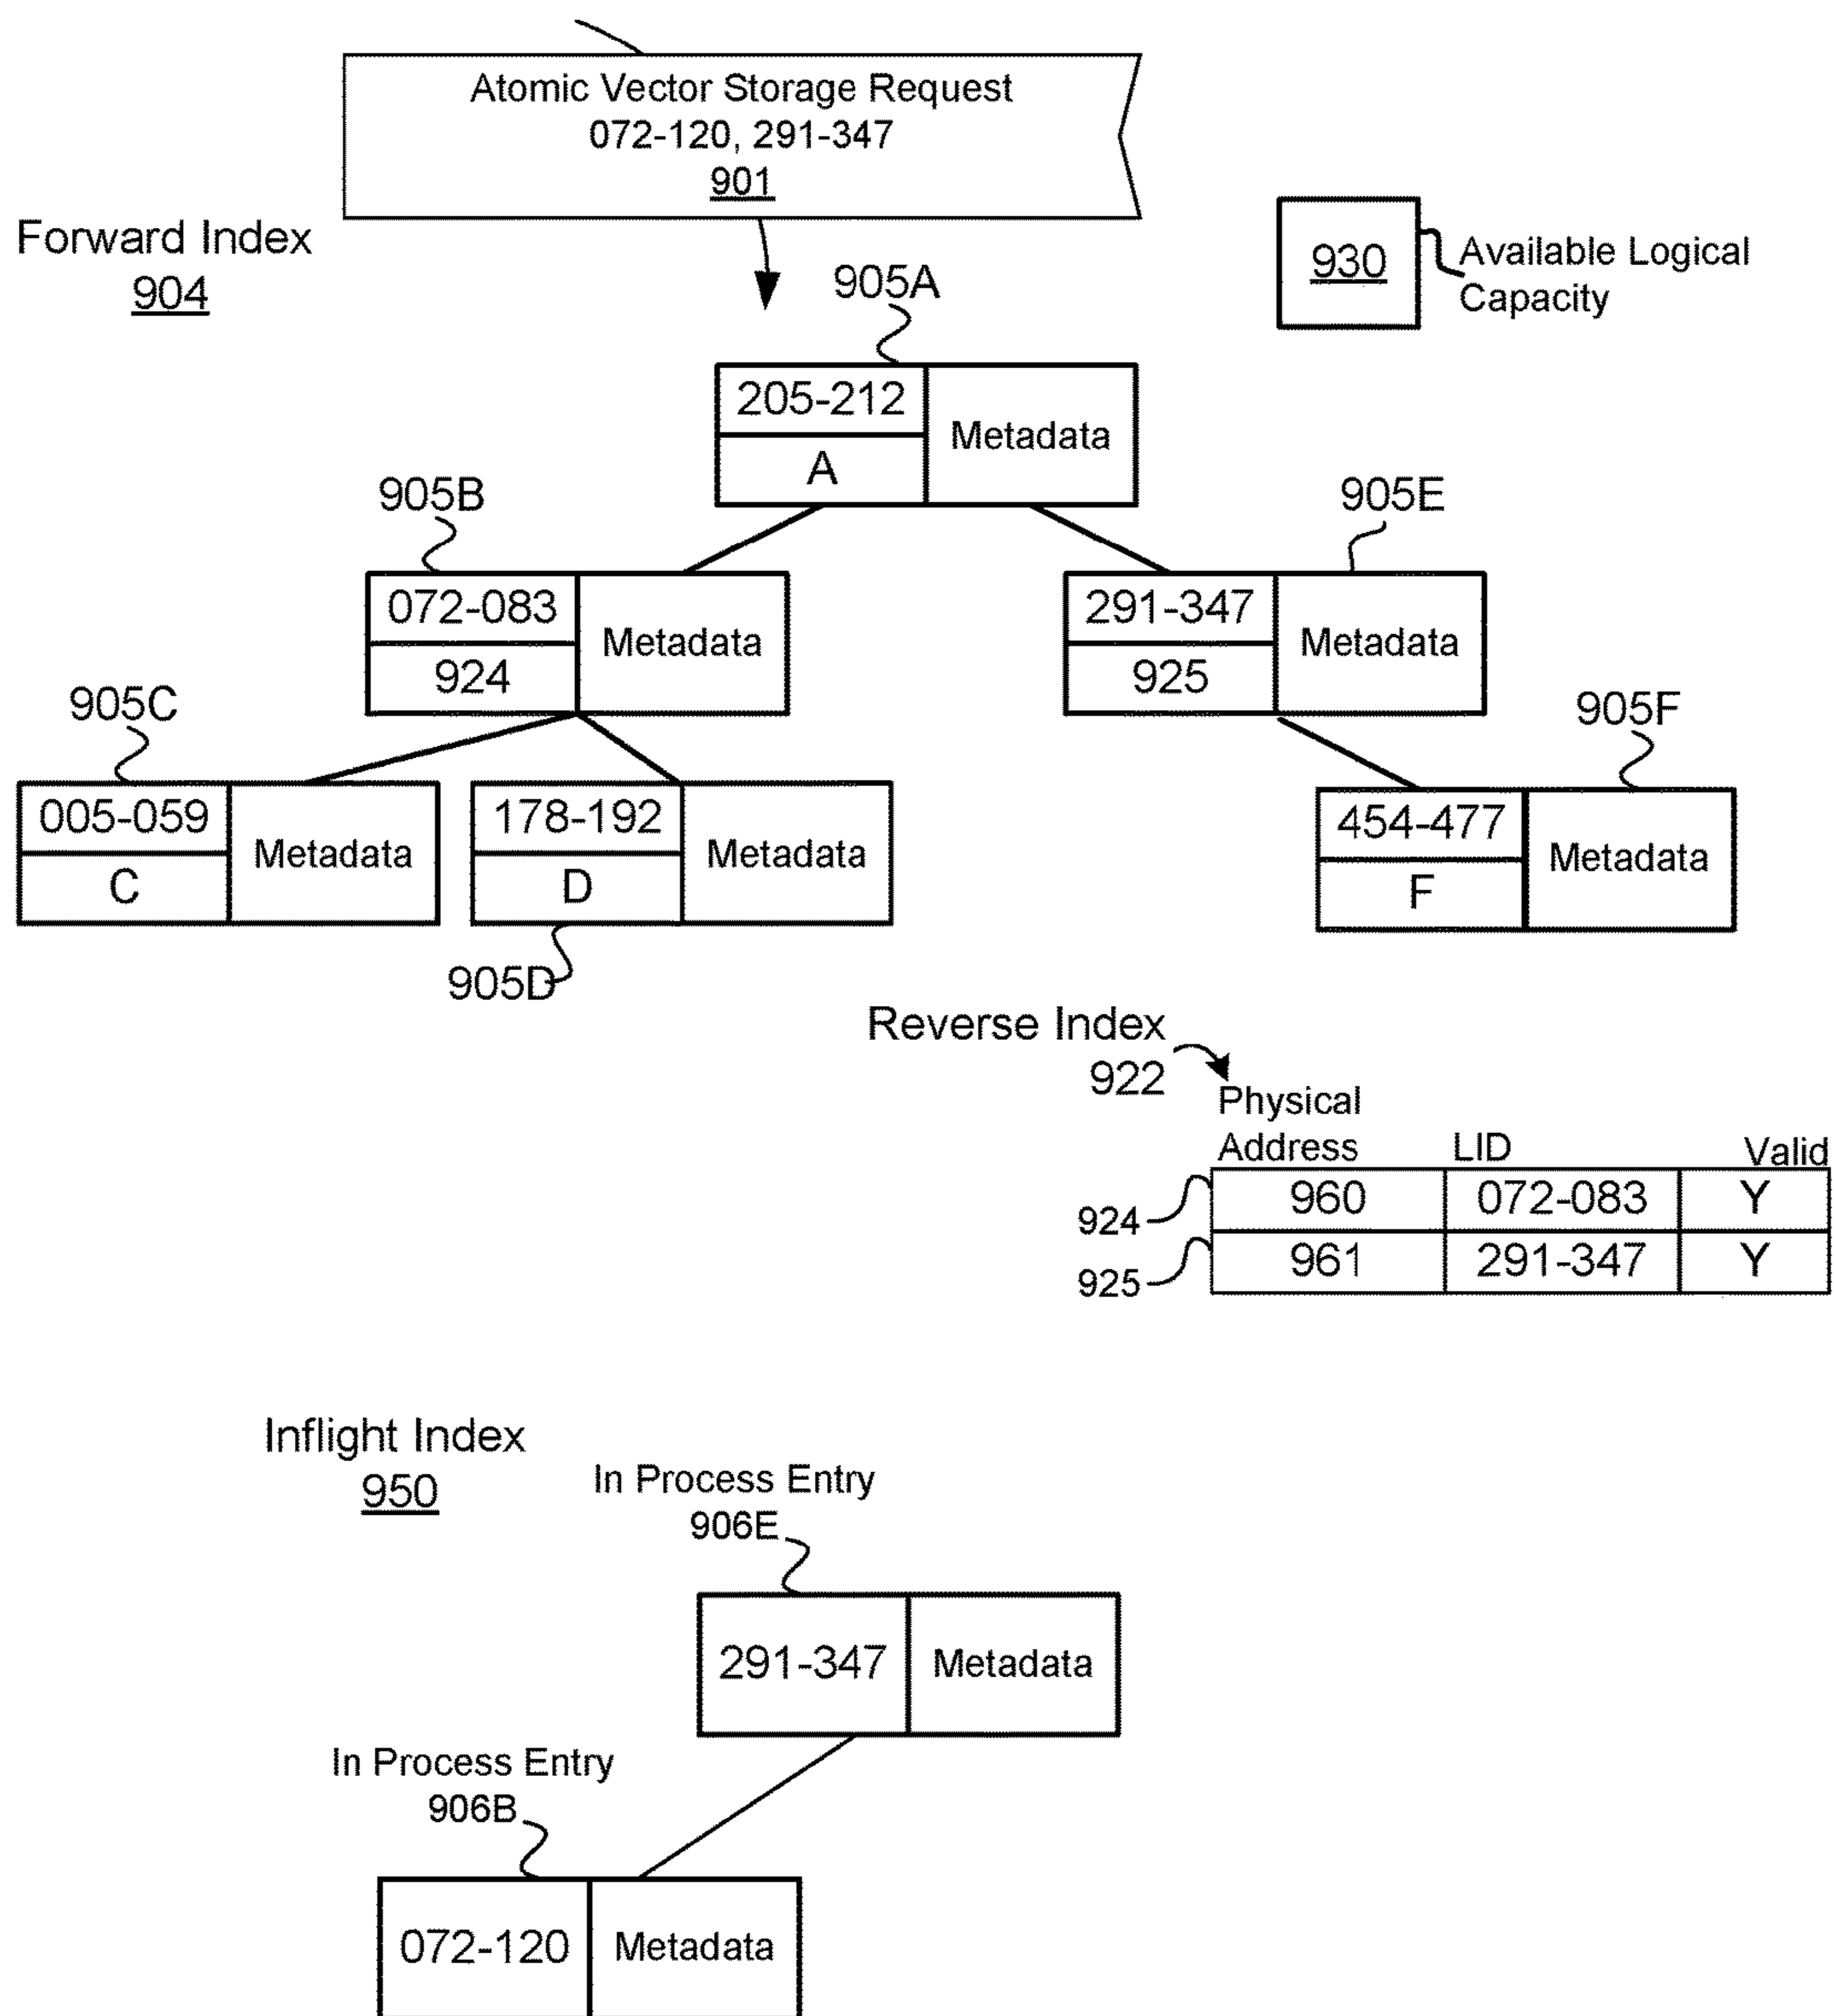 Atomic Vector Storage Request
072-120, 291-347
901
Forward Index
904
930
Available Logical
Capacity
905A
205-212
Metadata
A
905B
072-083
Metadata
924
905E
291-347
Metadata
925
905C
005-059
Metadata
C
178-192
Metadata
D
905D
905F
454-477
Metadata
F
Reverse Index
922
Physical
Address LID Valid
924 960 072-083 Y
925 961 291-347 Y
Inflight Index
950
In Process Entry
906E
291-347 Metadata
In Process Entry
906B
072-120 Metadata